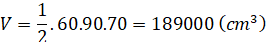 V = 1/2 . 60.90.70 = 189000 (cm³)